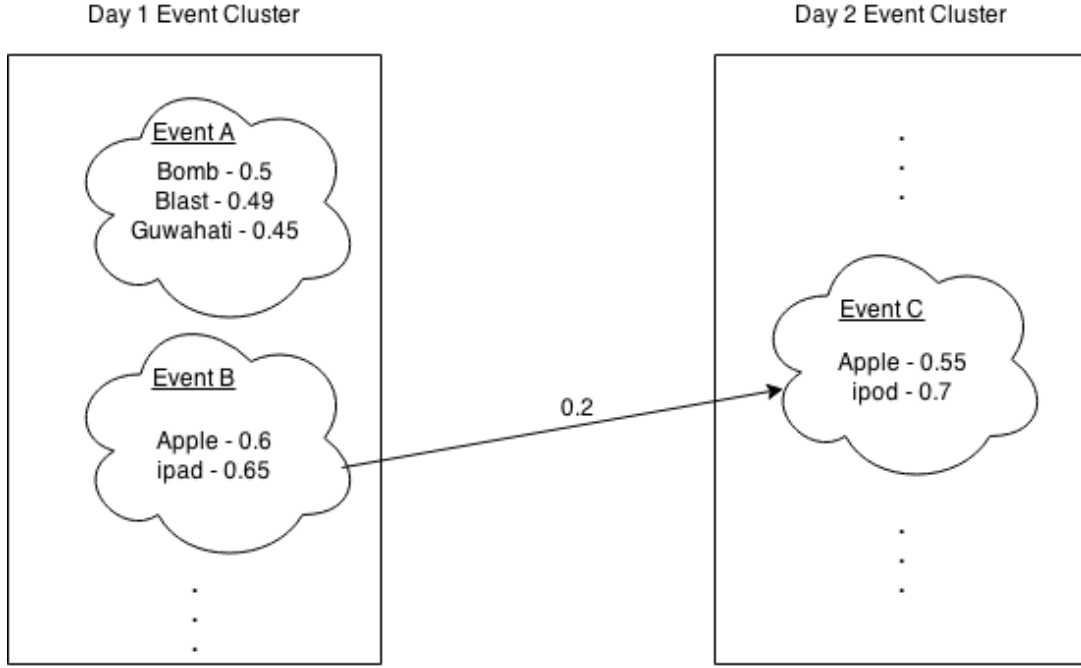 Day 1 Event Cluster
Day 2 Event Cluster
Event A
Bomb - 0.5
Blast - 0.49
Guwahati - 0.45
Event B
Apple - 0.6
ipad - 0.65
.
.
.
0.2
.
.
.
Event C
Apple - 0.55
ipod - 0.7
.
.
.